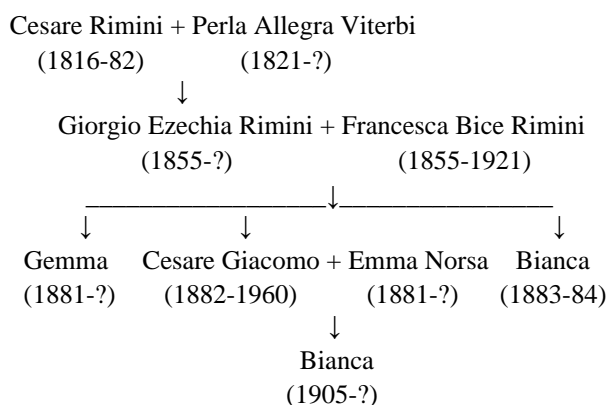 Cesare Rimini + Perla Allegra Viterbi
(1816-82) (1821-?)
↓
Giorgio Ezechia Rimini + Francesca Bice Rimini
(1855-?) (1855-1921)
↓
↓ ↓ ↓
Gemma Cesare Giacomo + Emma Norsa Bianca
(1881-?) (1882-1960) (1881-?) (1883-84)
↓
Bianca
(1905-?)